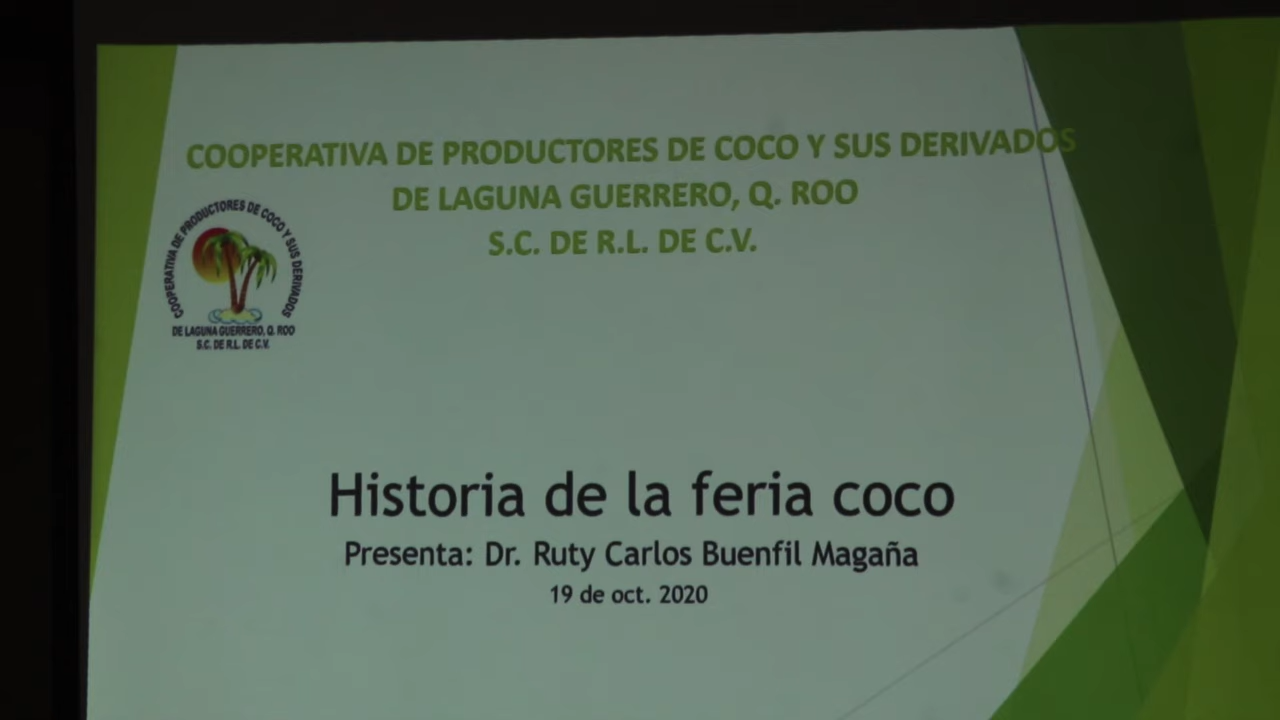 COOPERATIVA DE PRODUCTORES DE COCO Y SUS DERIVADOS
DE LAGUNA GUERRERO, Q. ROO
S.C. DE R.L. DE C.V.
COOPERATIVA DE PRODUCTORES DE COCO Y SUS DERIVADOS
DE LAGUNA GUERRERO, Q. ROO
S.C. DE R.L. DE C.V.
Historia de la feria coco
Presenta: Dr. Ruty Carlos Buenfil Magaña
19 de oct. 2020